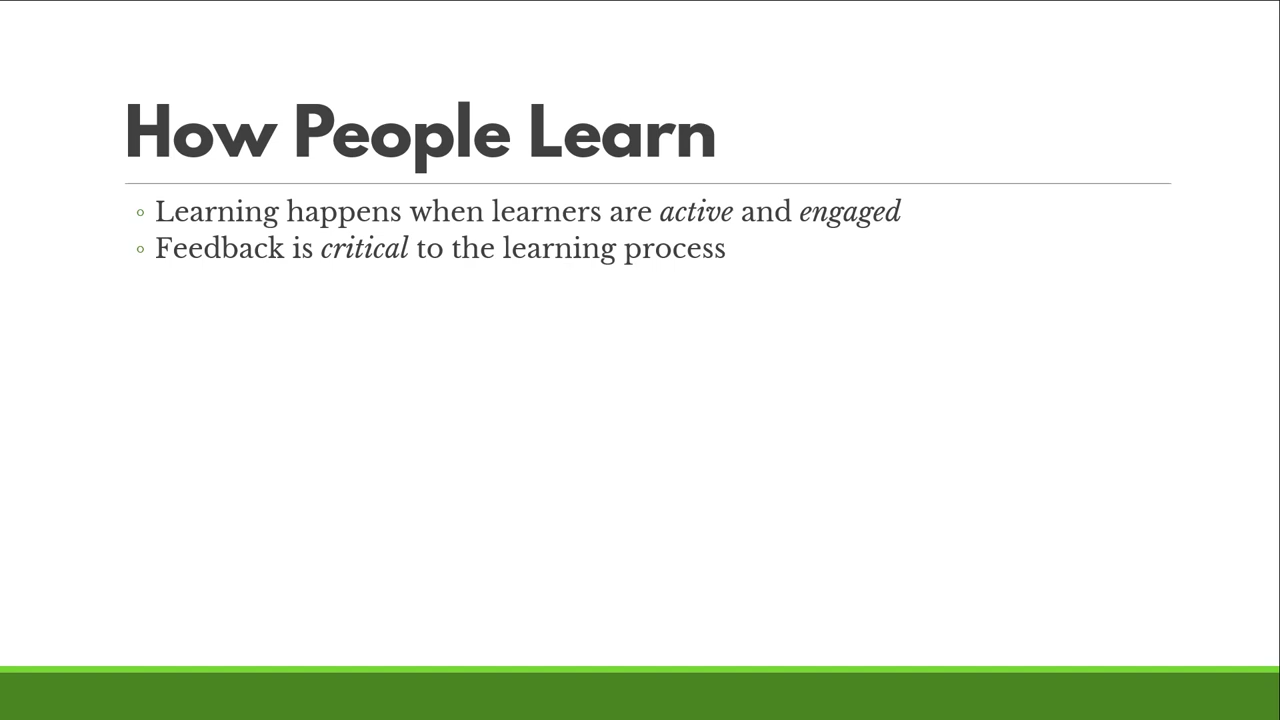 How People Learn
◦ Learning happens when learners are active and engaged
◦ Feedback is critical to the learning process